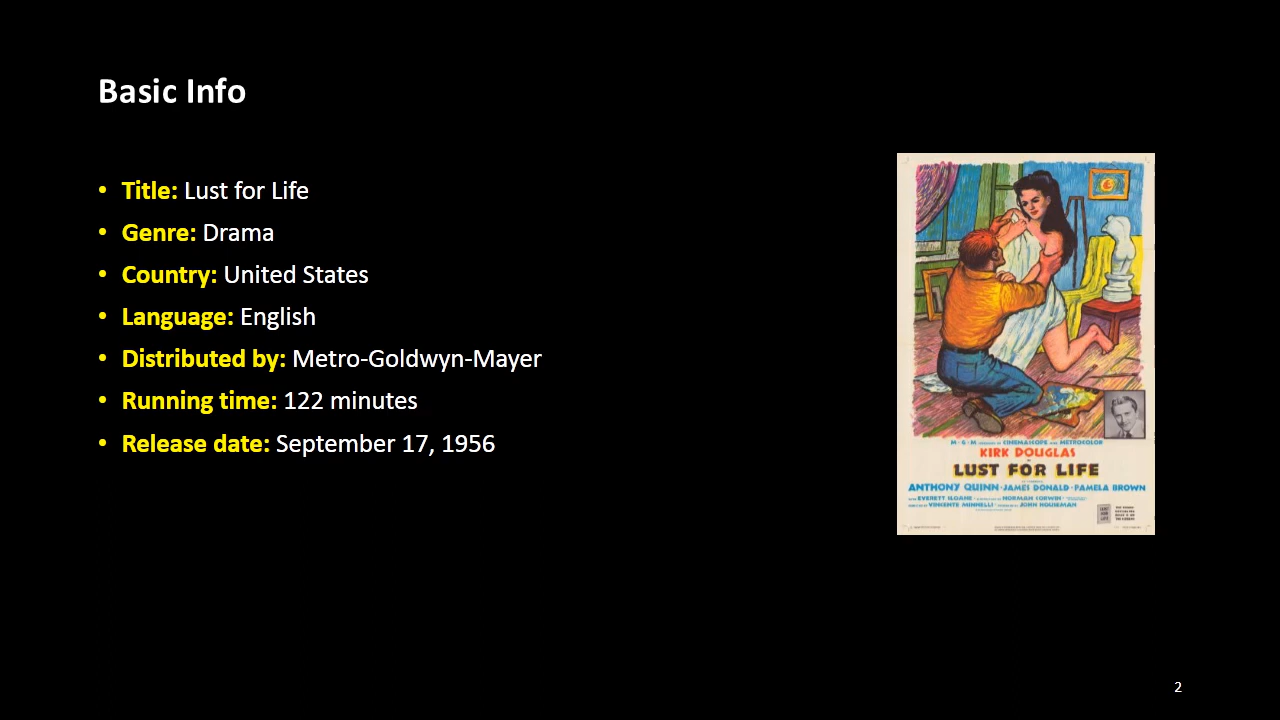 Basic Info
• Title: Lust for Life
• Genre: Drama
• Country: United States
• Language: English
• Distributed by: Metro-Goldwyn-Mayer
• Running time: 122 minutes
• Release date: September 17, 1956
M-G-M CINEMASCOPE METROCOLOR
KIRK DOUGLAS
LUST FOR LIFE
ANTHONY QUINN · JAMES DONALD · PAMELA BROWN
EVERETT SLOANE · NORMAN CORWIN
VINCENTE MINNELLI · JOHN HOUSEMAN
2